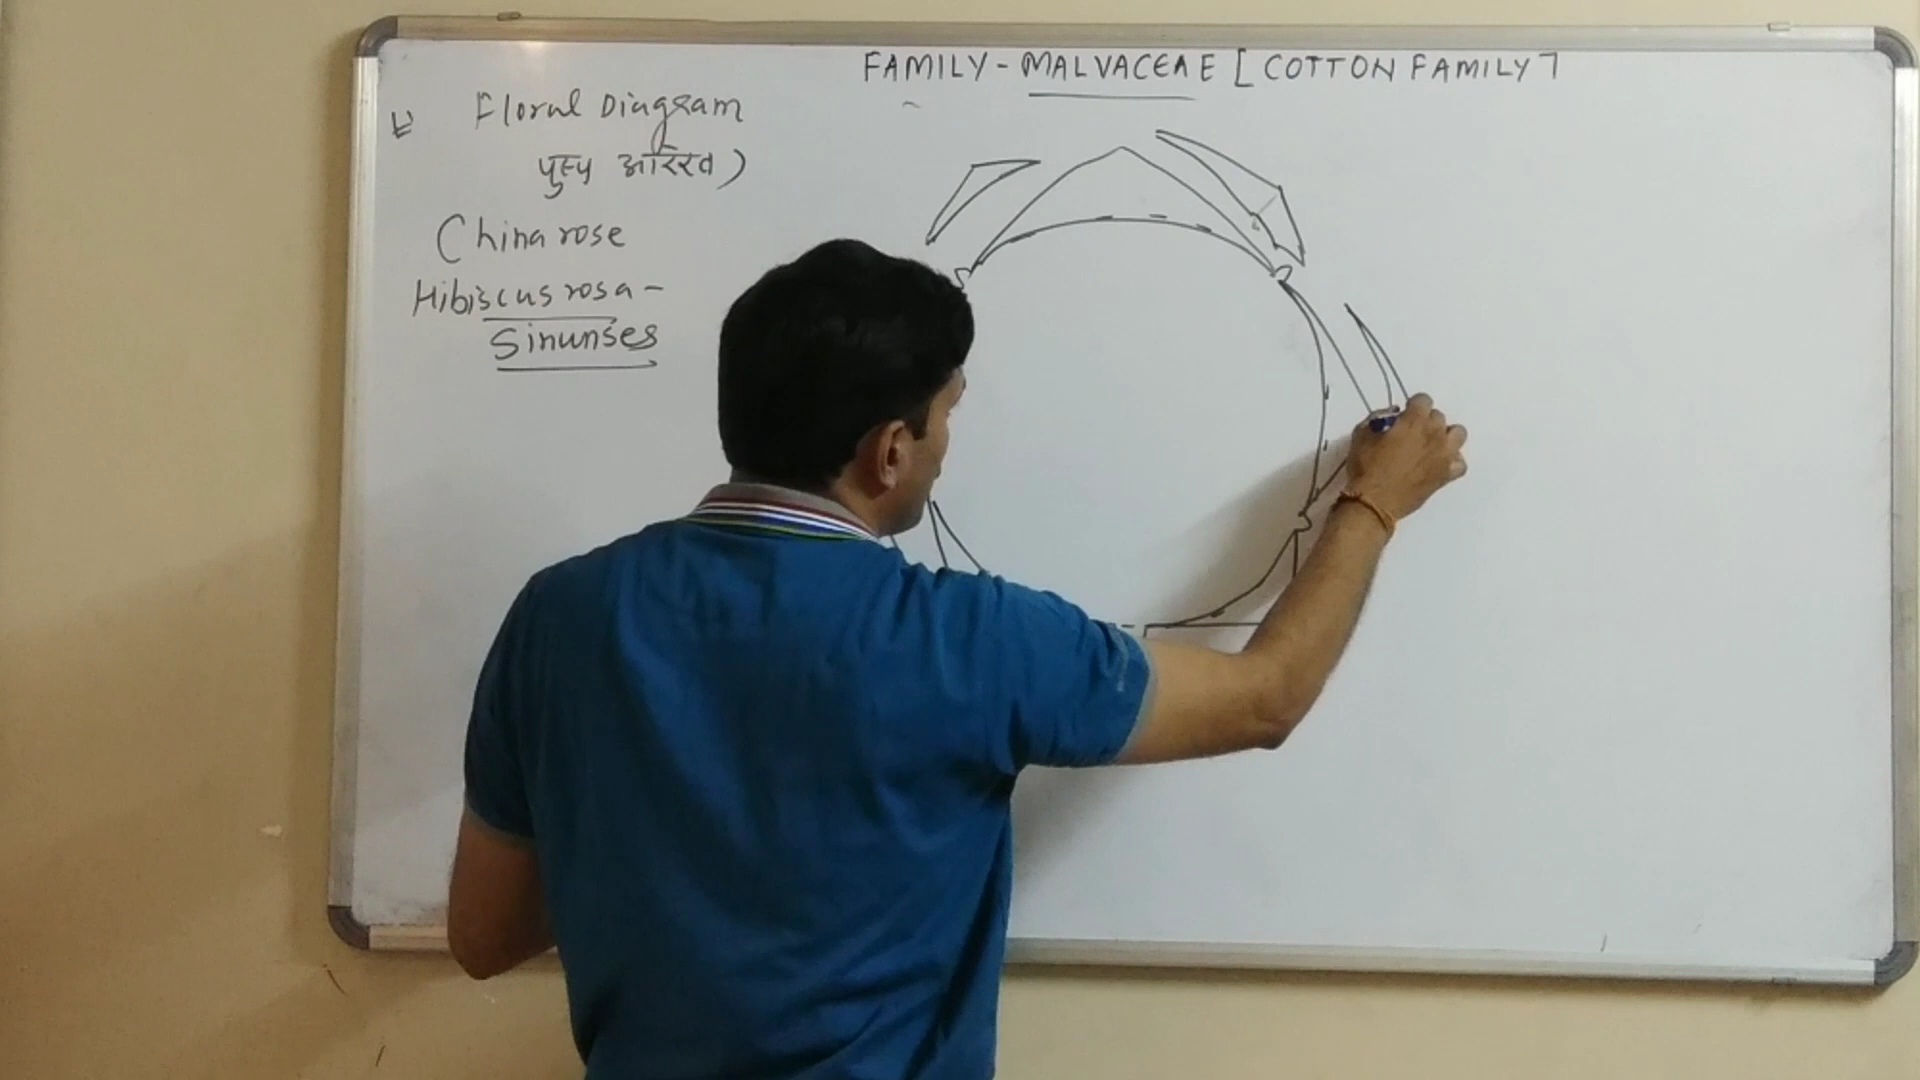 FAMILY - MALVACEAE [COTTON FAMILY]
Floral Diagram
पुष्प आरेख)
China rose
Hibiscus rosa -
Sinunses